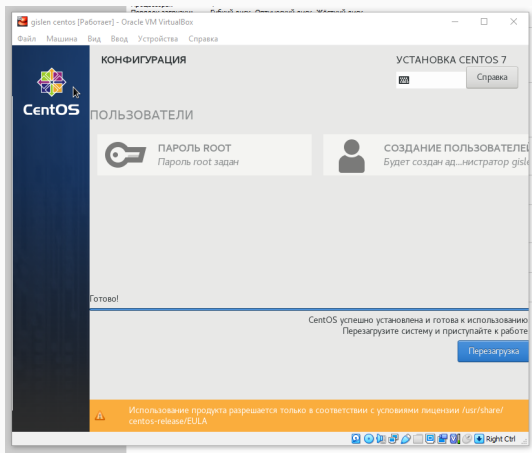 gislen centos [Работает] - Oracle VM VirtualBox
Файл Машина Вид Ввод Устройства Справка
КОНФИГУРАЦИЯ
УСТАНОВКА CENTOS 7
Справка
CentOS
ПОЛЬЗОВАТЕЛИ
ПАРОЛЬ ROOT
Пароль root задан
СОЗДАНИЕ ПОЛЬЗОВАТЕЛЕ
Будет создан ад...нистратор gisle
Готово!
CentOS успешно установлена и готова к использованию
Перезагрузите систему и приступайте к работе
Перезагрузка
Использование продукта разрешается только в соответствии с условиями лицензии /usr/share/
centos-release/EULA
Right Ctrl